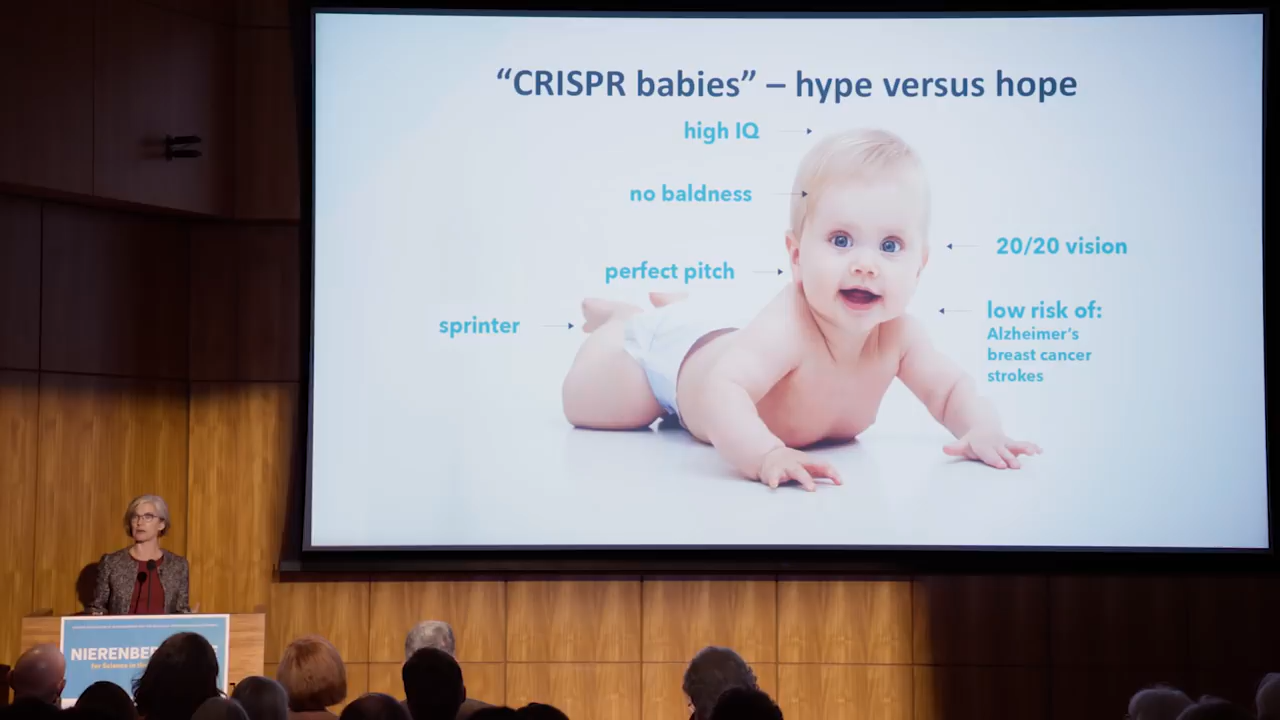 “CRISPR babies” – hype versus hope
high IQ
no baldness
20/20 vision
perfect pitch
low risk of:
sprinter
Alzheimer’s
breast cancer
strokes
for Science in the